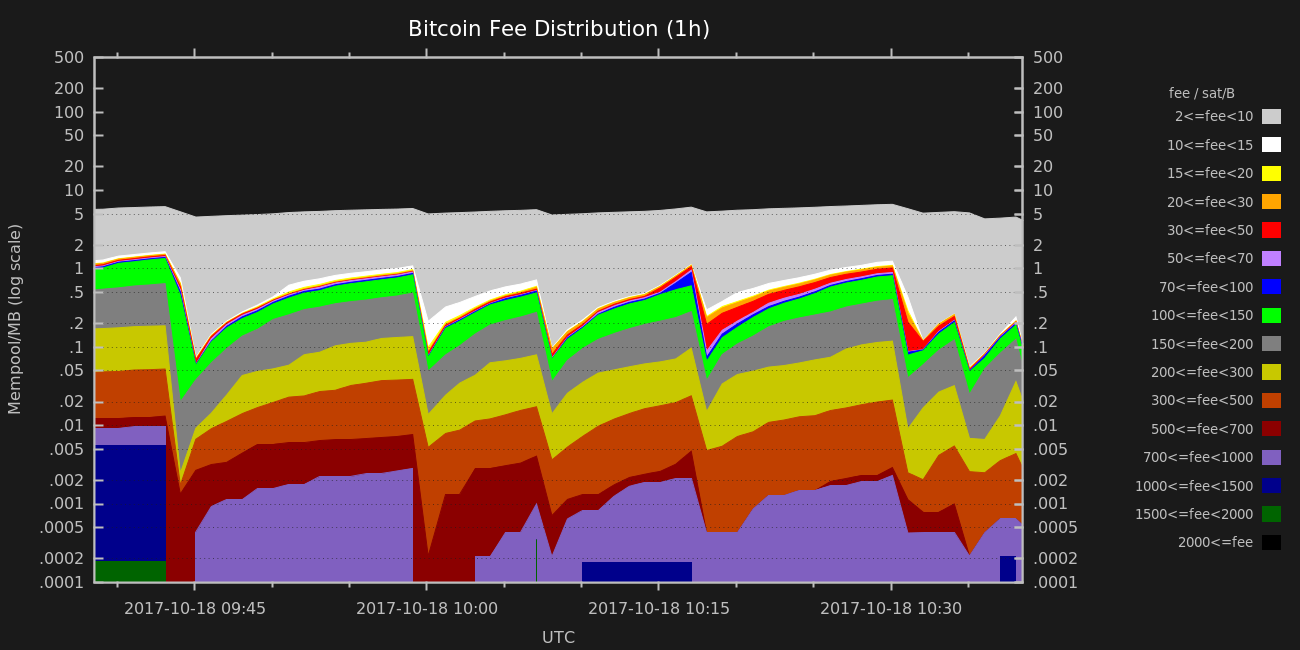 Bitcoin Fee Distribution (1h)
500 500
200 200
100 100
50 50
20 20
10 10
5 5
2 2
1 1
.5 .5
.2 .2
.1 .1
.05 .05
.02 .02
.01 .01
.005 .005
.002 .002
.001 .001
.0005 .0005
.0002 .0002
.0001 .0001
Mempool/MB (log scale)
2017-10-18 09:45 2017-10-18 10:00 2017-10-18 10:15 2017-10-18 10:30
UTC
fee / sat/B
2<=fee<10
10<=fee<15
15<=fee<20
20<=fee<30
30<=fee<50
50<=fee<70
70<=fee<100
100<=fee<150
150<=fee<200
200<=fee<300
300<=fee<500
500<=fee<700
700<=fee<1000
1000<=fee<1500
1500<=fee<2000
2000<=fee